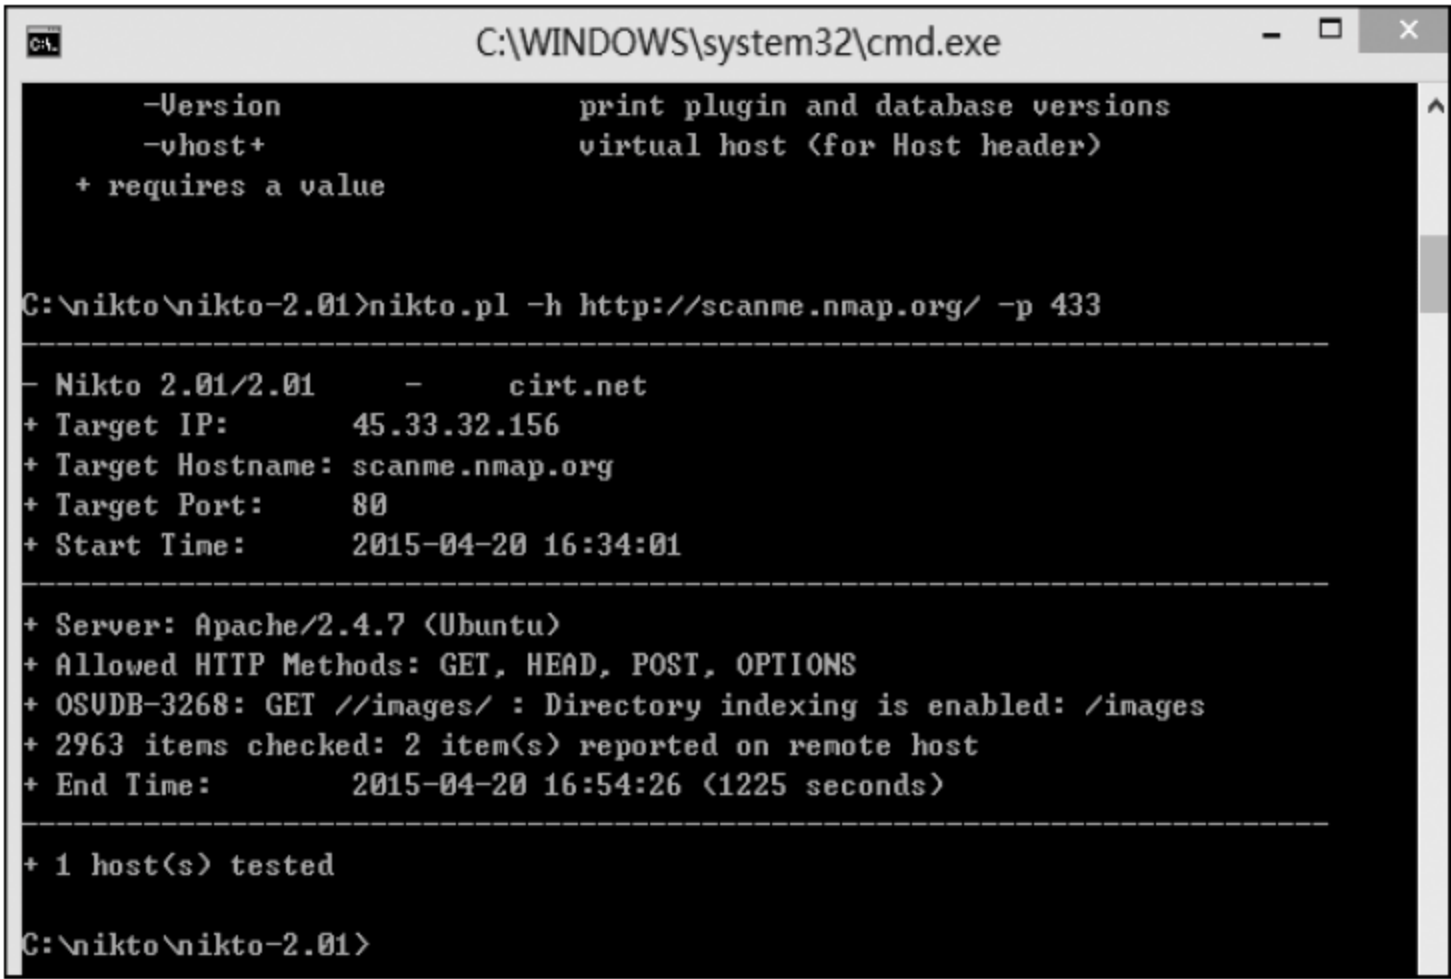 C:\WINDOWS\system32\cmd.exe
-Version print plugin and database versions
-vhost+ virtual host (for Host header)
+ requires a value
C:\nikto\nikto-2.01>nikto.pl -h http://scanme.nmap.org/ -p 433
---------------------------------------------------------------------------
- Nikto 2.01/2.01 - cirt.net
+ Target IP: 45.33.32.156
+ Target Hostname: scanme.nmap.org
+ Target Port: 80
+ Start Time: 2015-04-20 16:34:01
---------------------------------------------------------------------------
+ Server: Apache/2.4.7 (Ubuntu)
+ Allowed HTTP Methods: GET, HEAD, POST, OPTIONS
+ OSVDB-3268: GET //images/ : Directory indexing is enabled: /images
+ 2963 items checked: 2 item(s) reported on remote host
+ End Time: 2015-04-20 16:54:26 (1225 seconds)
---------------------------------------------------------------------------
+ 1 host(s) tested
C:\nikto\nikto-2.01>